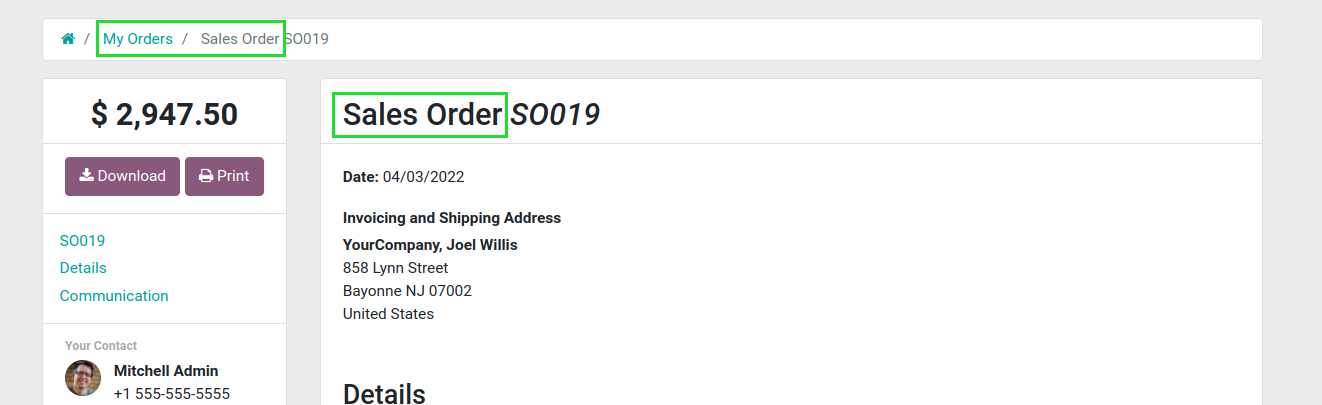 / My Orders / Sales Order SO019
$ 2,947.50
Download Print
SO019
Details
Communication
Your Contact
Mitchell Admin
+1 555-555-5555
Sales Order SO019
Date: 04/03/2022
Invoicing and Shipping Address
YourCompany, Joel Willis
858 Lynn Street
Bayonne NJ 07002
United States
Details